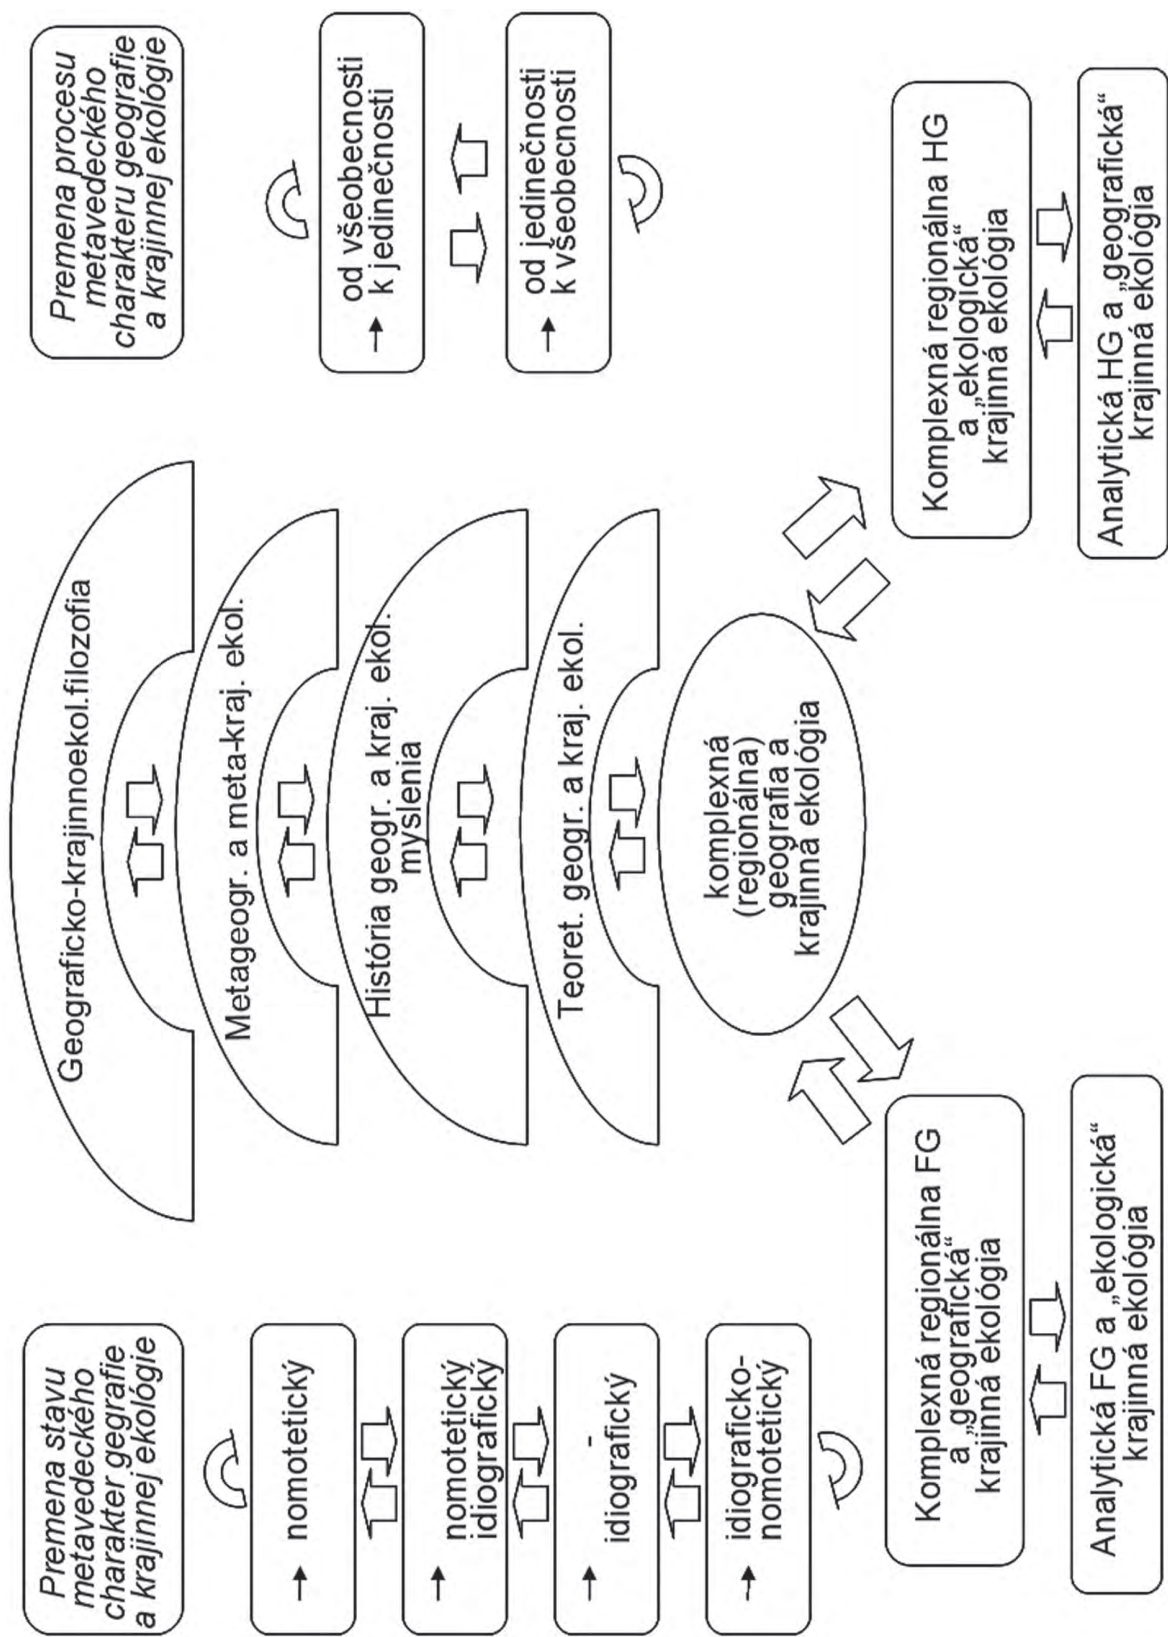 Premena stavu
metavedeckého
charakter gegrafie
a krajinnej ekológie
→ nomotetický
→ nomotetický
idiografický
-
→ idiografický
→ idiograficko-
nomotetický
Geograficko-krajinnoekol.filozofia
Metageogr. a meta-kraj. ekol.
História geogr. a kraj. ekol.
myslenia
Teoret. geogr. a kraj. ekol.
komplexná
(regionálna)
geografia a
krajinná ekológia
Premena procesu
metavedeckého
charakteru geografie
a krajinnej ekológie
→ od všeobecnosti
k jedinečnosti
→ od jedinečnosti
k všeobecnosti
Komplexná regionálna FG
a „geografická“
krajinná ekológia
Analytická FG a „ekologická“
krajinná ekológia
Komplexná regionálna HG
a „ekologická“
krajinná ekológia
Analytická HG a „geografická“
krajinná ekológia